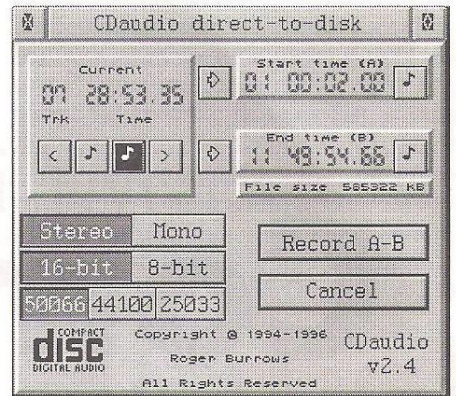 CDaudio direct-to-disk
Current
07 28:53.35
Trk Time
< >
Start time (A)
01 00:02.00
End time (B)
11 49:54.66
File size 585322 KB
Stereo Mono
16-bit 8-bit
50066 44100 25033
Record A-B
Cancel
COMPACT
disc
DIGITAL AUDIO
Copyright @ 1994-1996
Roger Burrows
All Rights Reserved
CDaudio
v2.4